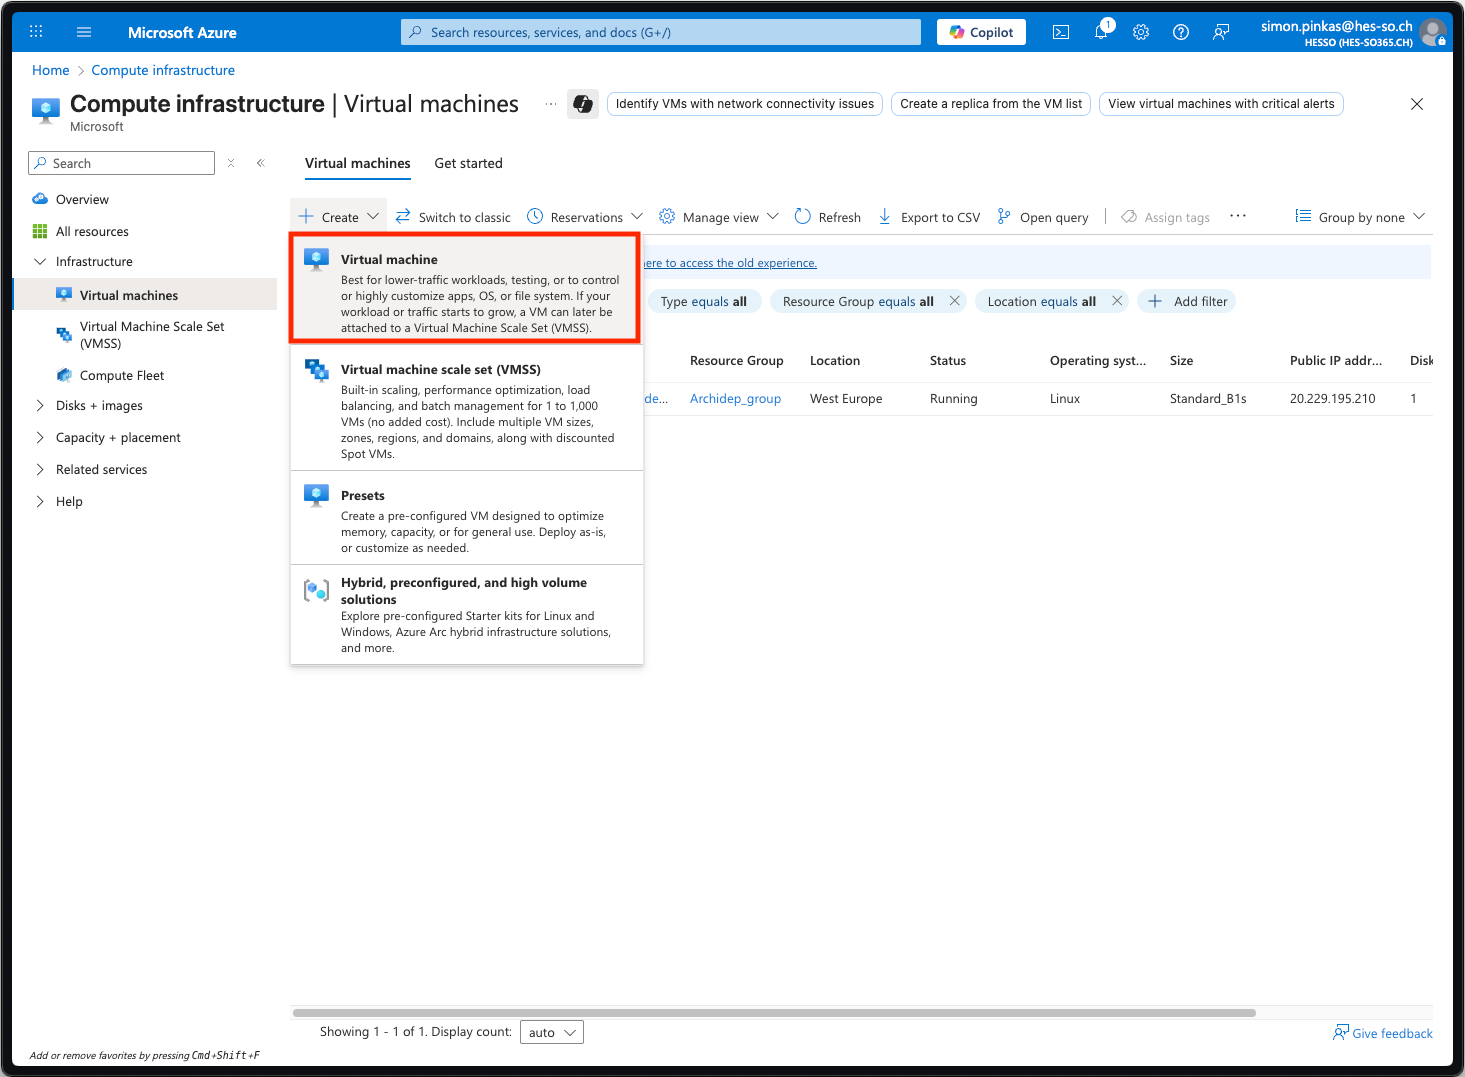 Microsoft Azure
Search resources, services, and docs (G+/)
Copilot
1
simon.pinkas@hes-so.ch
HESSO (HES-SO365.CH)
Home > Compute infrastructure
Compute infrastructure | Virtual machines
...
Microsoft
Identify VMs with network connectivity issues
Create a replica from the VM list
View virtual machines with critical alerts
Search
Overview
All resources
Infrastructure
Virtual machines
Virtual Machine Scale Set
(VMSS)
Compute Fleet
Disks + images
Capacity + placement
Related services
Help
Virtual machines
Get started
Create
Switch to classic
Reservations
Manage view
Refresh
Export to CSV
Open query
Assign tags
...
Group by none
Virtual machine
Best for lower-traffic workloads, testing, or to control
or highly customize apps, OS, or file system. If your
workload or traffic starts to grow, a VM can later be
attached to a Virtual Machine Scale Set (VMSS).
Virtual machine scale set (VMSS)
Built-in scaling, performance optimization, load
balancing, and batch management for 1 to 1,000
VMs (no added cost). Include multiple VM sizes,
zones, regions, and domains, along with discounted
Spot VMs.
Presets
Create a pre-configured VM designed to optimize
memory, capacity, or for general use. Deploy as-is,
or customize as needed.
Hybrid, preconfigured, and high volume
solutions
Explore pre-configured Starter kits for Linux and
Windows, Azure Arc hybrid infrastructure solutions,
and more.
to access the old experience.
Type equals all
Resource Group equals all
Location equals all
Add filter
Resource Group Location Status Operating syst... Size Public IP addr... Disk
de... Archidep_group West Europe Running Linux Standard_B1s 20.229.195.210 1
Showing 1 - 1 of 1. Display count: auto
Give feedback
Add or remove favorites by pressing Cmd+Shift+F